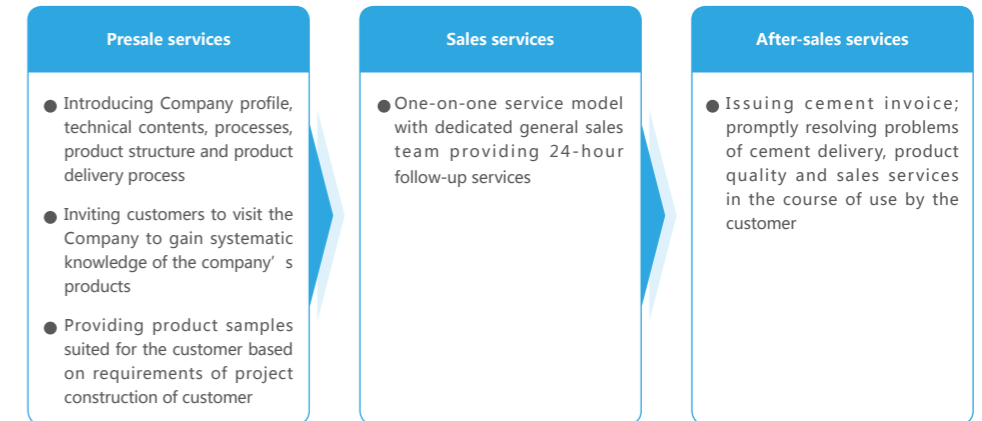 Presale services
● Introducing Company profile,
technical contents, processes,
product structure and product
delivery process
● Inviting customers to visit the
Company to gain systematic
knowledge of the company’ s
products
● Providing product samples
suited for the customer based
on requirements of project
construction of customer
Sales services
● One-on-one service model
with dedicated general sales
team providing 24-hour
follow-up services
After-sales services
● Issuing cement invoice;
promptly resolving problems
of cement delivery, product
quality and sales services
in the course of use by the
customer